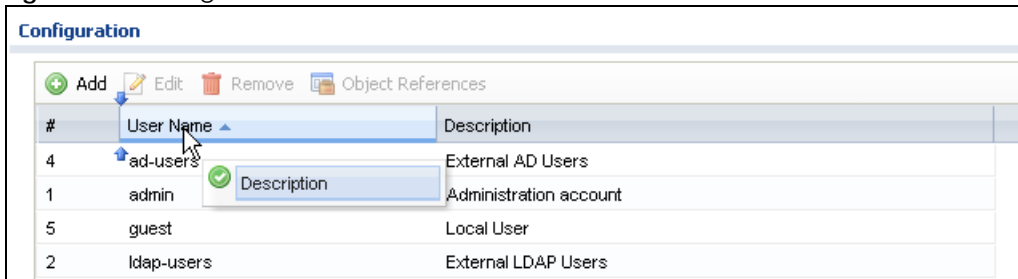 Configuration
Add Edit Remove Object References
# User Name Description
4 ad-users External AD Users
Description
1 admin Administration account
5 guest Local User
2 ldap-users External LDAP Users